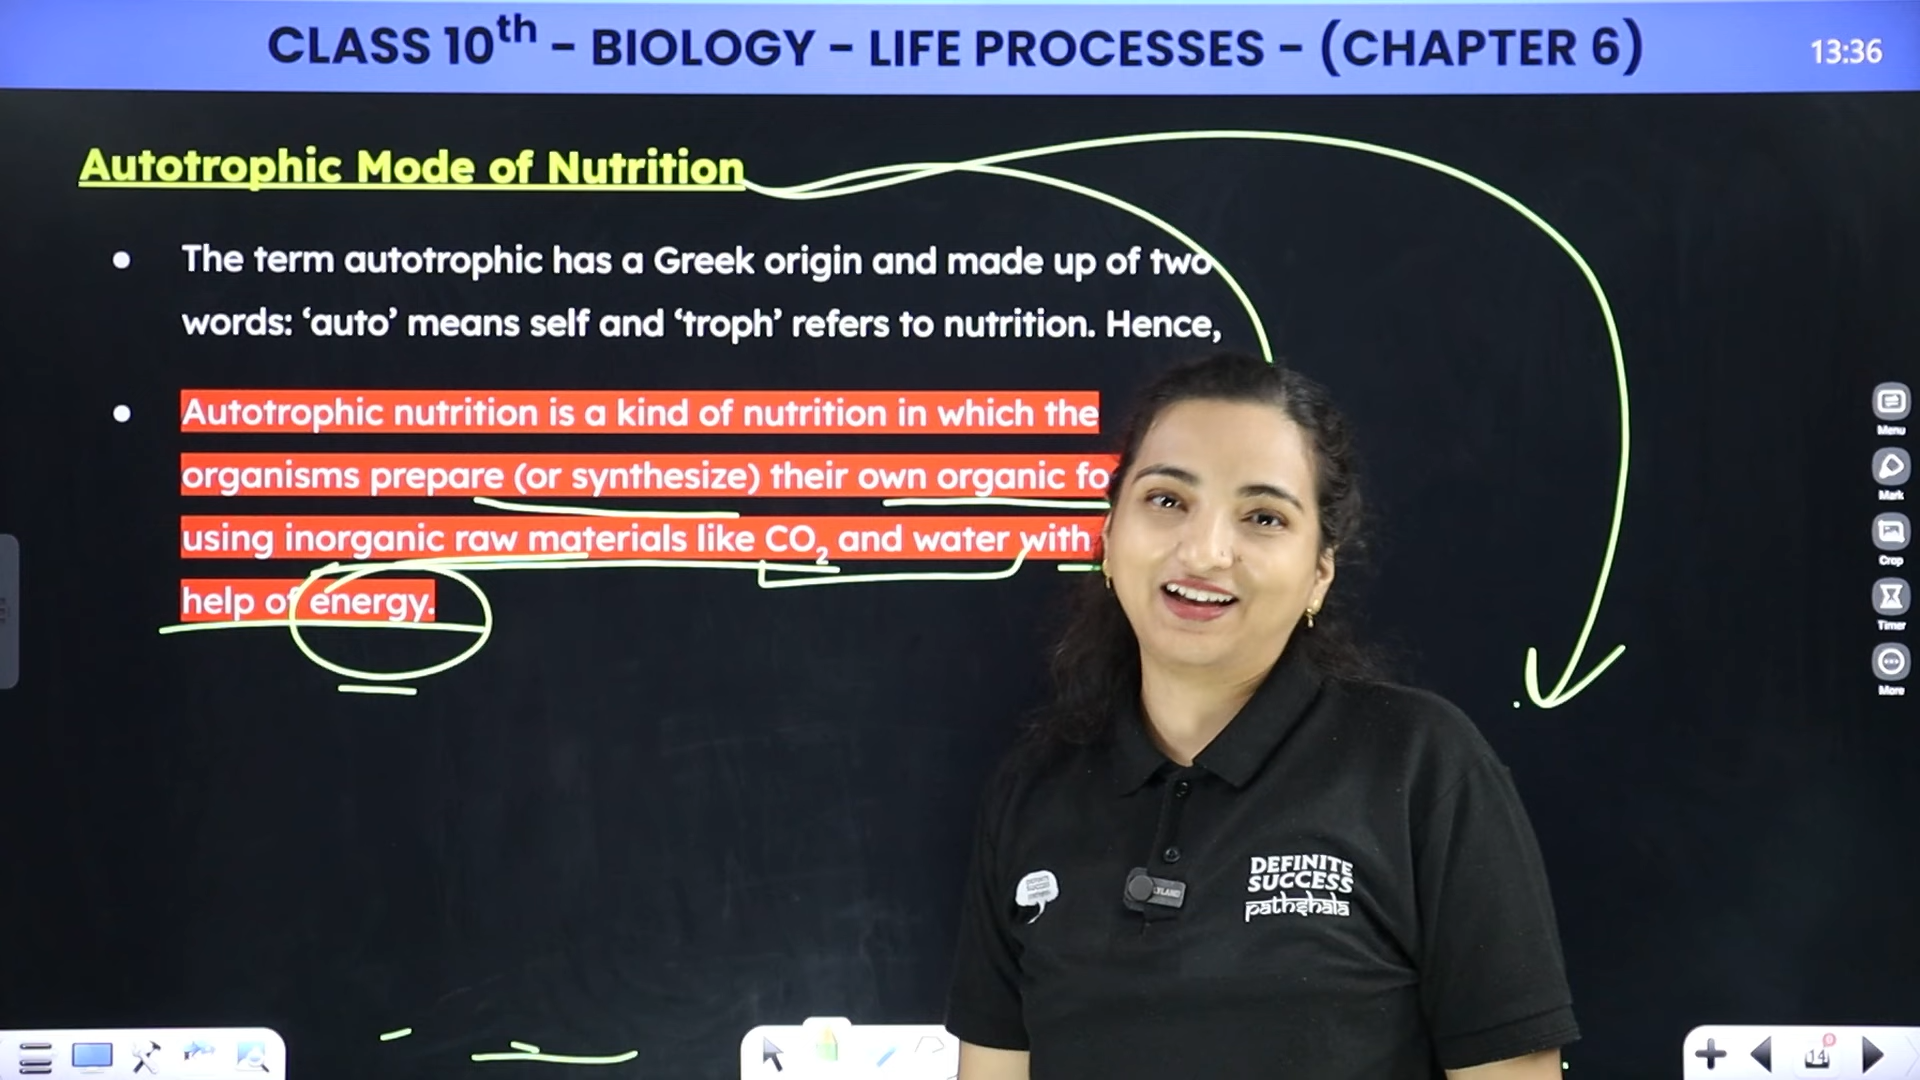 CLASS 10th – BIOLOGY – LIFE PROCESSES – (CHAPTER 6)
13:36
Autotrophic Mode of Nutrition
• The term autotrophic has a Greek origin and made up of two
words: ‘auto’ means self and ‘troph’ refers to nutrition. Hence,
• Autotrophic nutrition is a kind of nutrition in which the
organisms prepare (or synthesize) their own organic fo
using inorganic raw materials like CO₂ and water with
help of energy.
Menu
Mark
Crop
Timer
More
DEFINITE
SUCCESS
pathshala
14